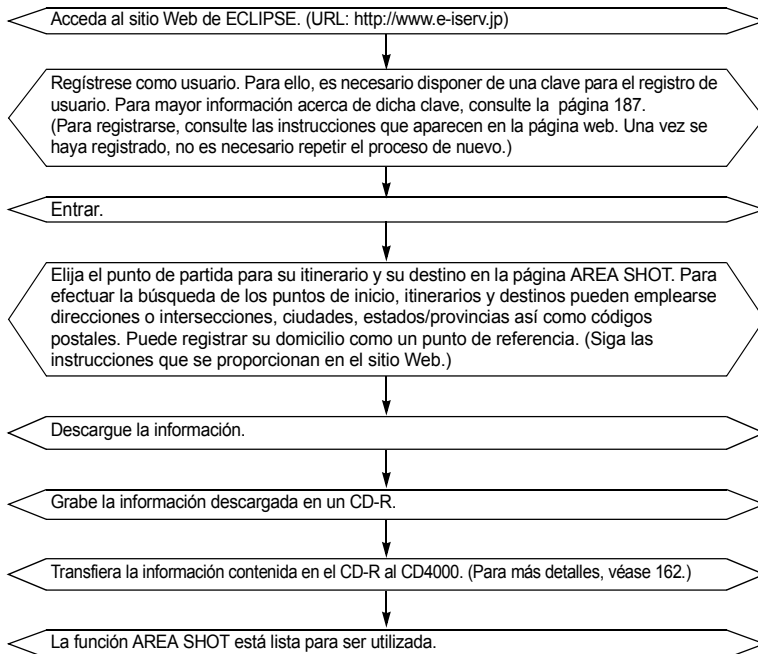 Acceda al sitio Web de ECLIPSE. (URL: http://www.e-iserv.jp)
Regístrese como usuario. Para ello, es necesario disponer de una clave para el registro de
usuario. Para mayor información acerca de dicha clave, consulte la página 187.
(Para registrarse, consulte las instrucciones que aparecen en la página web. Una vez se
haya registrado, no es necesario repetir el proceso de nuevo.)
Entrar.
Elija el punto de partida para su itinerario y su destino en la página AREA SHOT. Para
efectuar la búsqueda de los puntos de inicio, itinerarios y destinos pueden emplearse
direcciones o intersecciones, ciudades, estados/provincias así como códigos
postales. Puede registrar su domicilio como un punto de referencia. (Siga las
instrucciones que se proporcionan en el sitio Web.)
Descargue la información.
Grabe la información descargada en un CD-R.
Transfiera la información contenida en el CD-R al CD4000. (Para más detalles, véase 162.)
La función AREA SHOT está lista para ser utilizada.